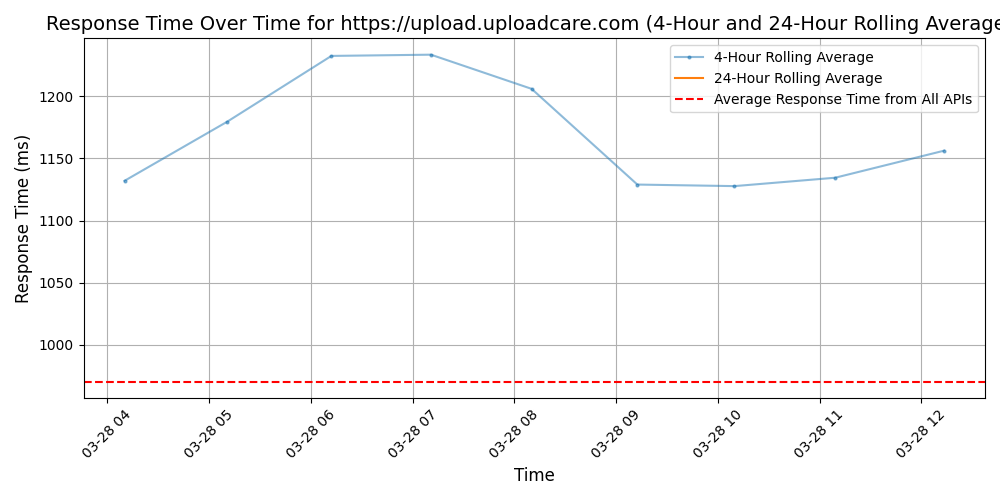 Response Time Over Time for https://upload.uploadcare.com (4-Hour and 24-Hour Rolling Average
4-Hour Rolling Average
24-Hour Rolling Average
Average Response Time from All APIs
Response Time (ms)
1200
1150
1100
1050
1000
03-28 04
03-28 05
03-28 06
03-28 07
03-28 08
03-28 09
03-28 10
03-28 11
03-28 12
Time